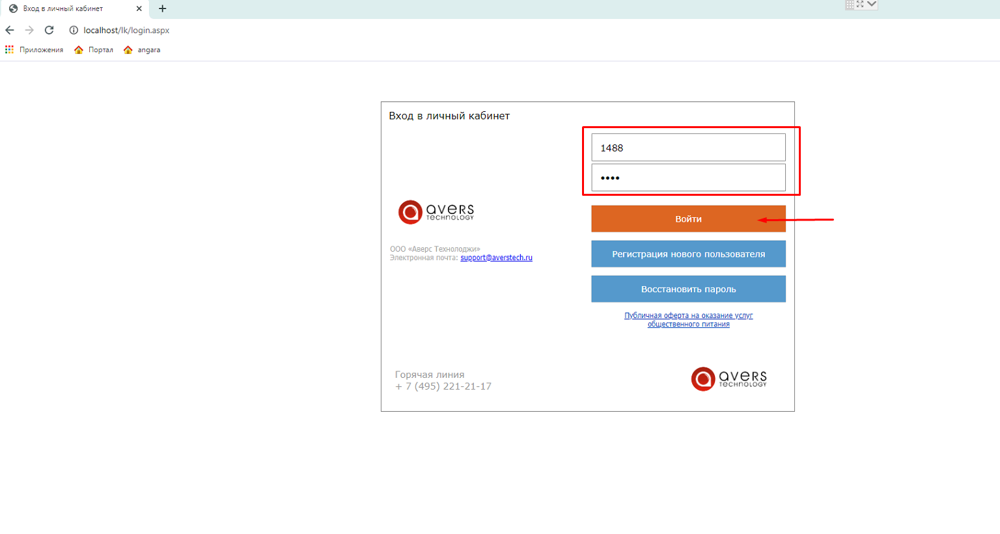 Вход в личный кабинет
localhost/lk/login.aspx
Приложения
Портал
angara
Вход в личный кабинет
1488
••••
avers
technology
Войти
ООО «Аверс Технолоджи»
Электронная почта: support@averstech.ru
Регистрация нового пользователя
Восстановить пароль
Публичная оферта на оказание услуг
общественного питания
Горячая линия
+ 7 (495) 221-21-17
avers
technology